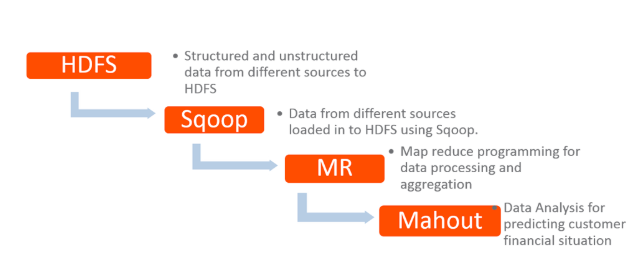 HDFS
• Structured and unstructured
data from different sources to
HDFS
Sqoop
• Data from different sources
loaded in to HDFS using Sqoop.
MR
• Map reduce programming for
data processing and
aggregation
Mahout
• Data Analysis for
predicting customer
financial situation